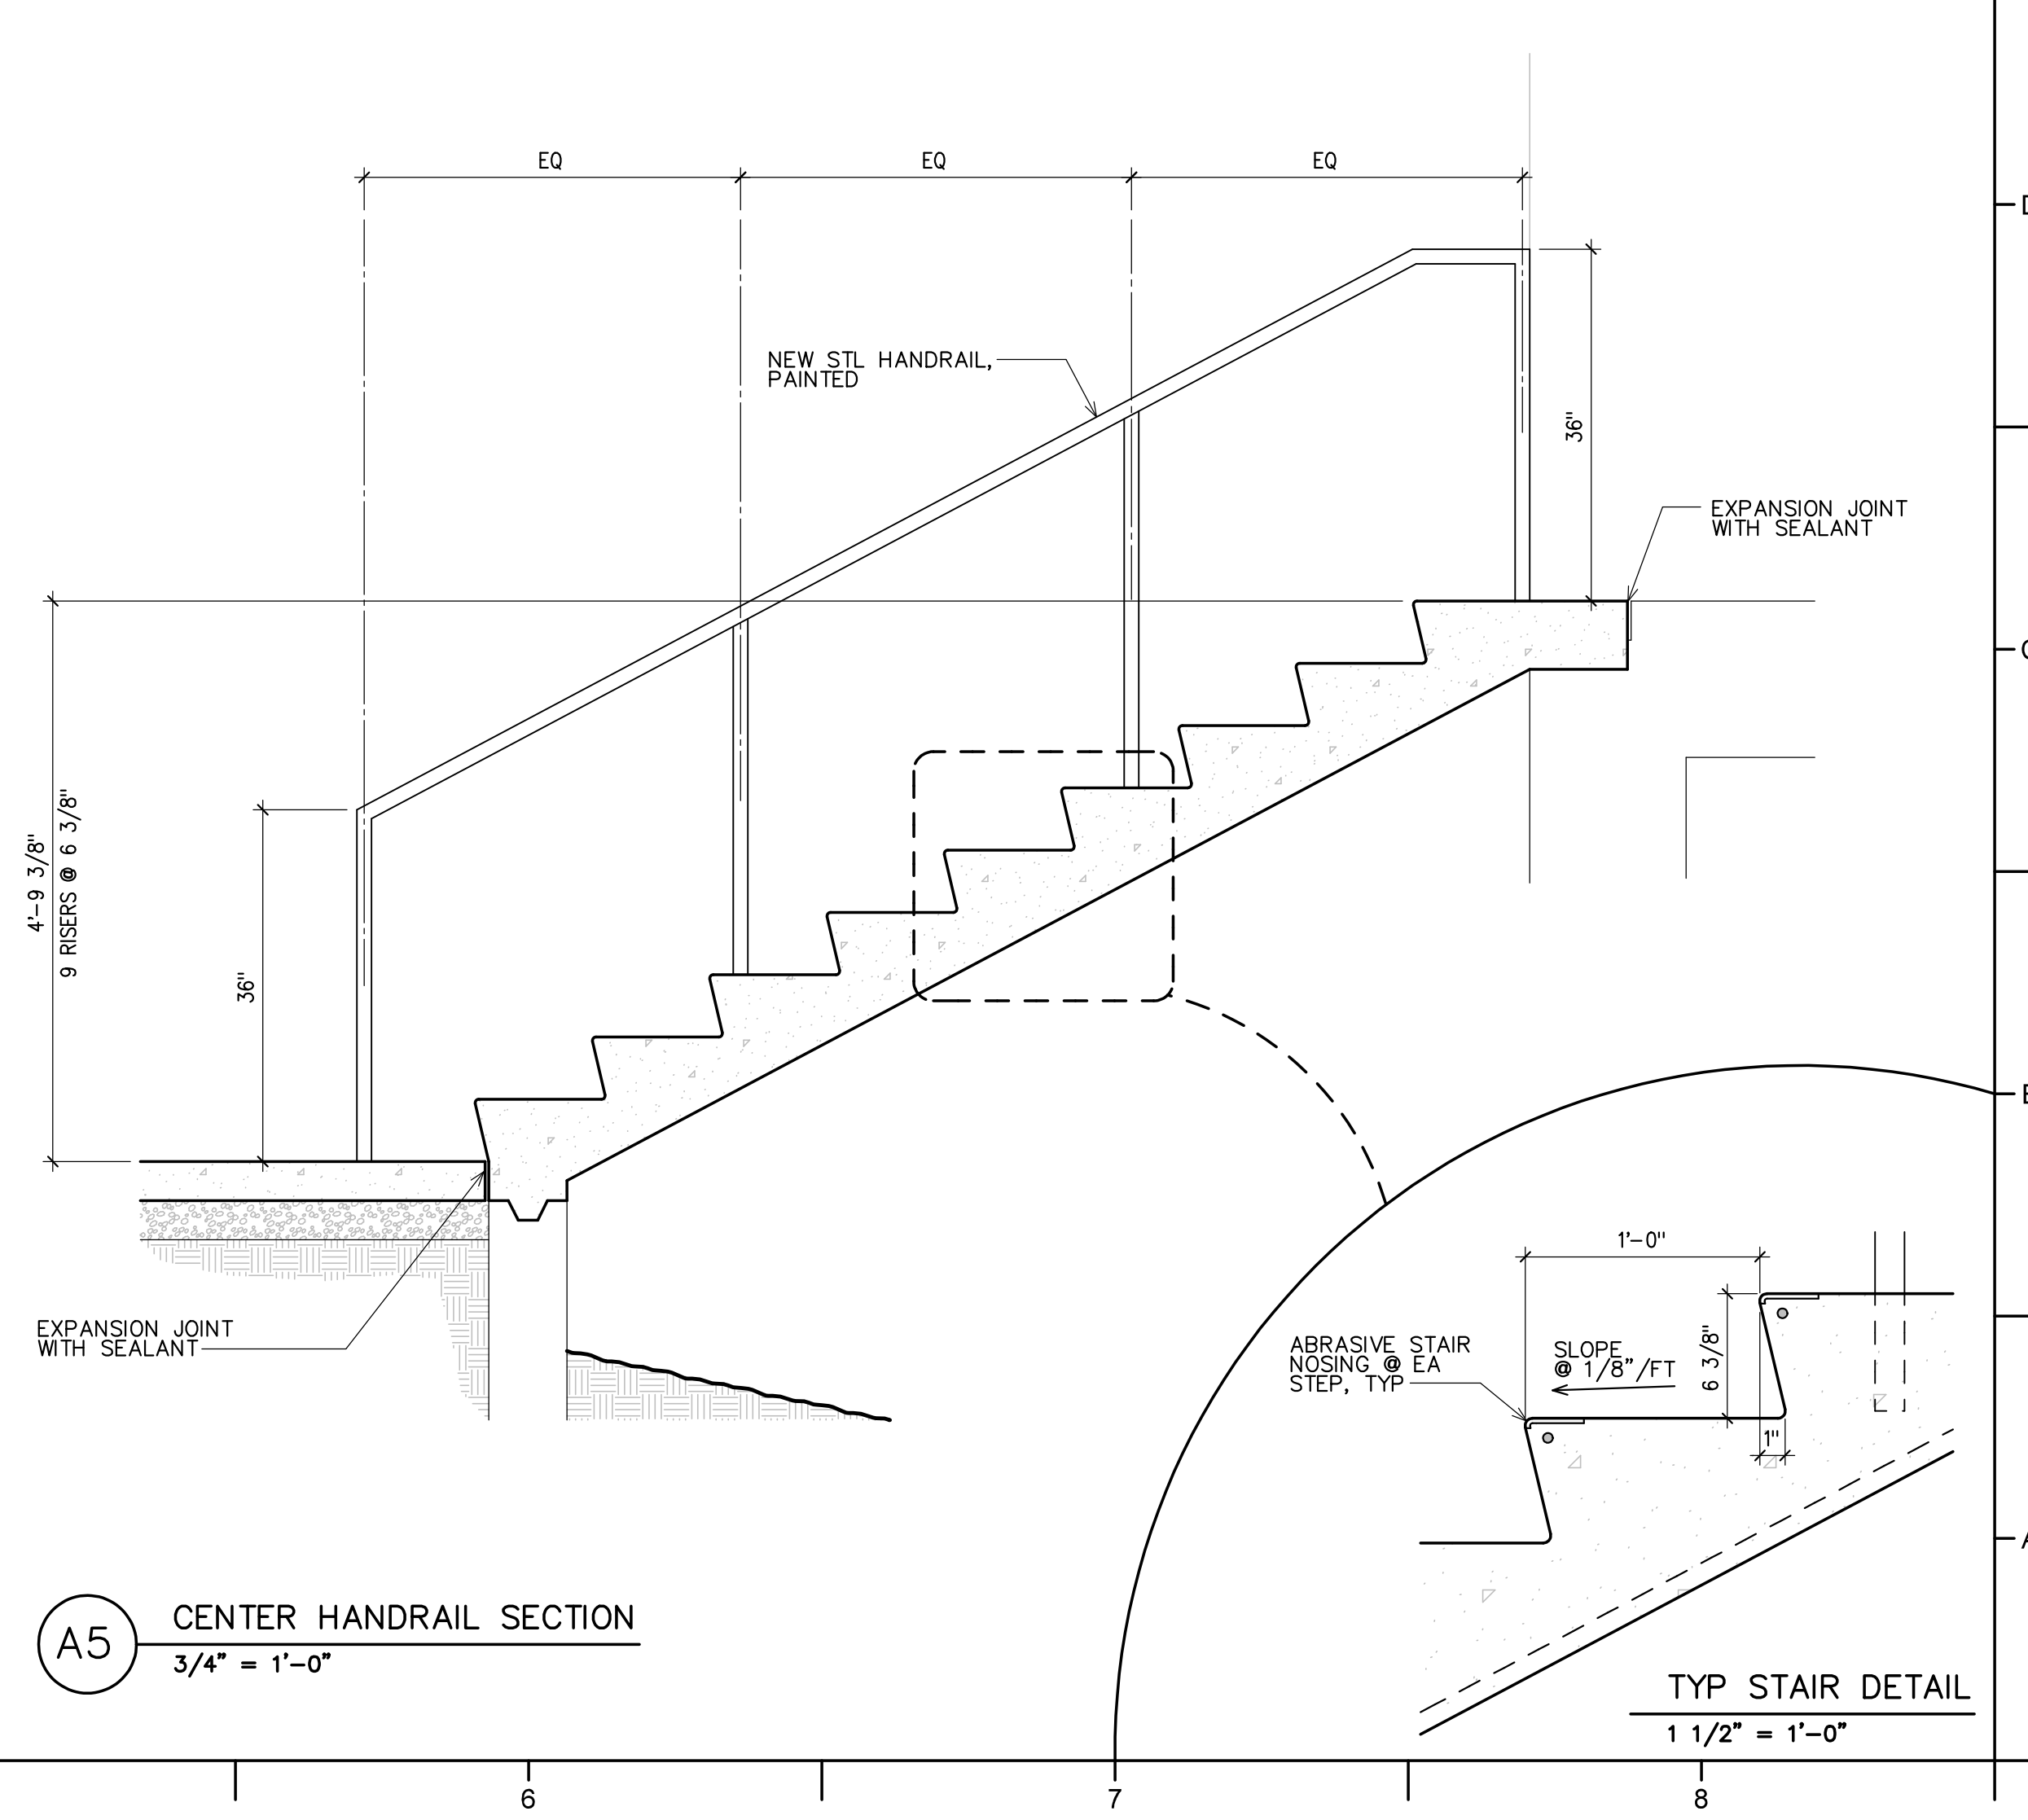 EQ
EQ
EQ
NEW STL HANDRAIL,
PAINTED
36"
EXPANSION JOINT
WITH SEALANT
4'-9 3/8"
9 RISERS @ 6 3/8"
36"
EXPANSION JOINT
WITH SEALANT
1'-0"
ABRASIVE STAIR
NOSING @ EA
STEP, TYP
SLOPE
@ 1/8"/FT
6 3/8"
1"
A5
CENTER HANDRAIL SECTION
3/4" = 1'-0"
TYP STAIR DETAIL
1 1/2" = 1'-0"
6
7
8